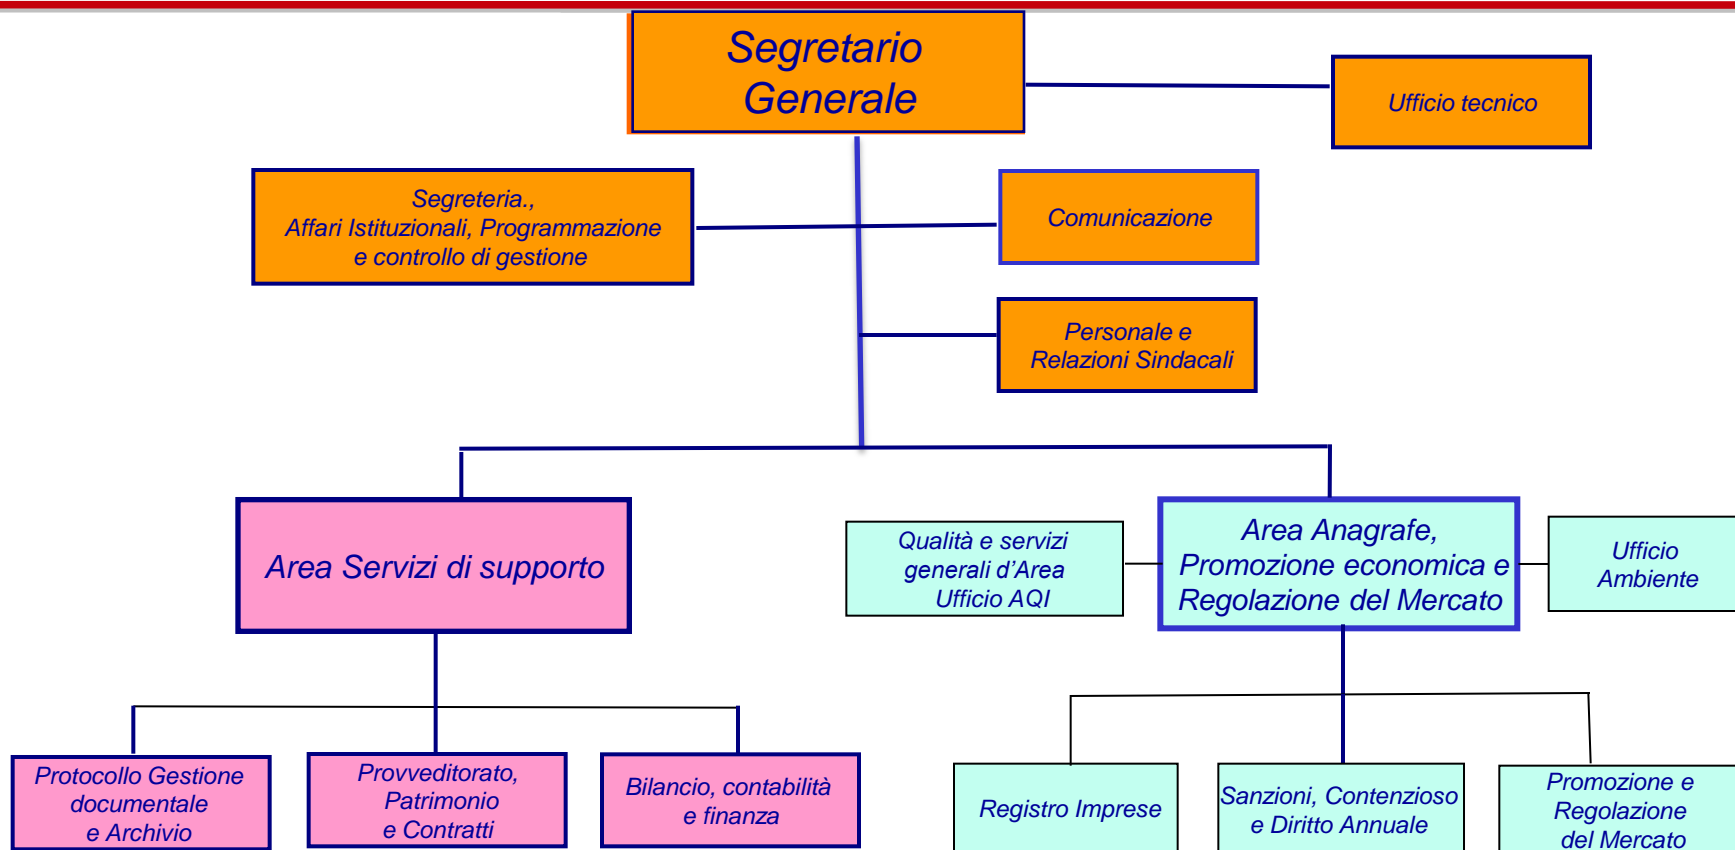 Segretario
Generale
Ufficio tecnico
Segreteria.,
Affari Istituzionali, Programmazione
e controllo di gestione
Comunicazione
Personale e
Relazioni Sindacali
Area Servizi di supporto
Qualità e servizi
generali d'Area
Ufficio AQI
Area Anagrafe,
Promozione economica e
Regolazione del Mercato
Ufficio
Ambiente
Protocollo Gestione
documentale
e Archivio
Provveditorato,
Patrimonio
e Contratti
Bilancio, contabilità
e finanza
Registro Imprese
Sanzioni, Contenzioso
e Diritto Annuale
Promozione e
Regolazione
del Mercato